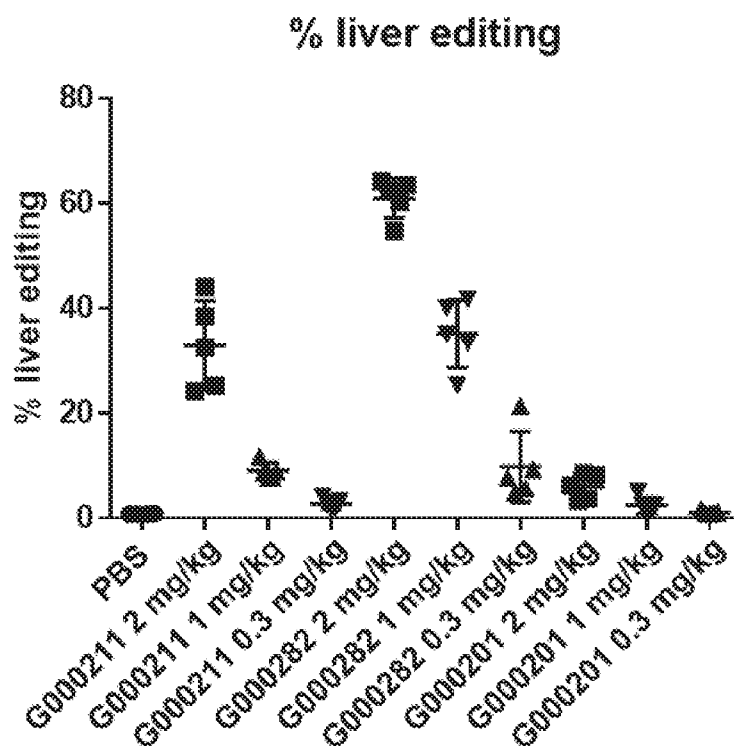 % liver editing
% liver editing
80
60
40
20
0
PBS
G000211 2 mg/kg
G000211 1 mg/kg
G000211 0.3 mg/kg
G000282 2 mg/kg
G000282 1 mg/kg
G000282 0.3 mg/kg
G000201 2 mg/kg
G000201 1 mg/kg
G000201 0.3 mg/kg